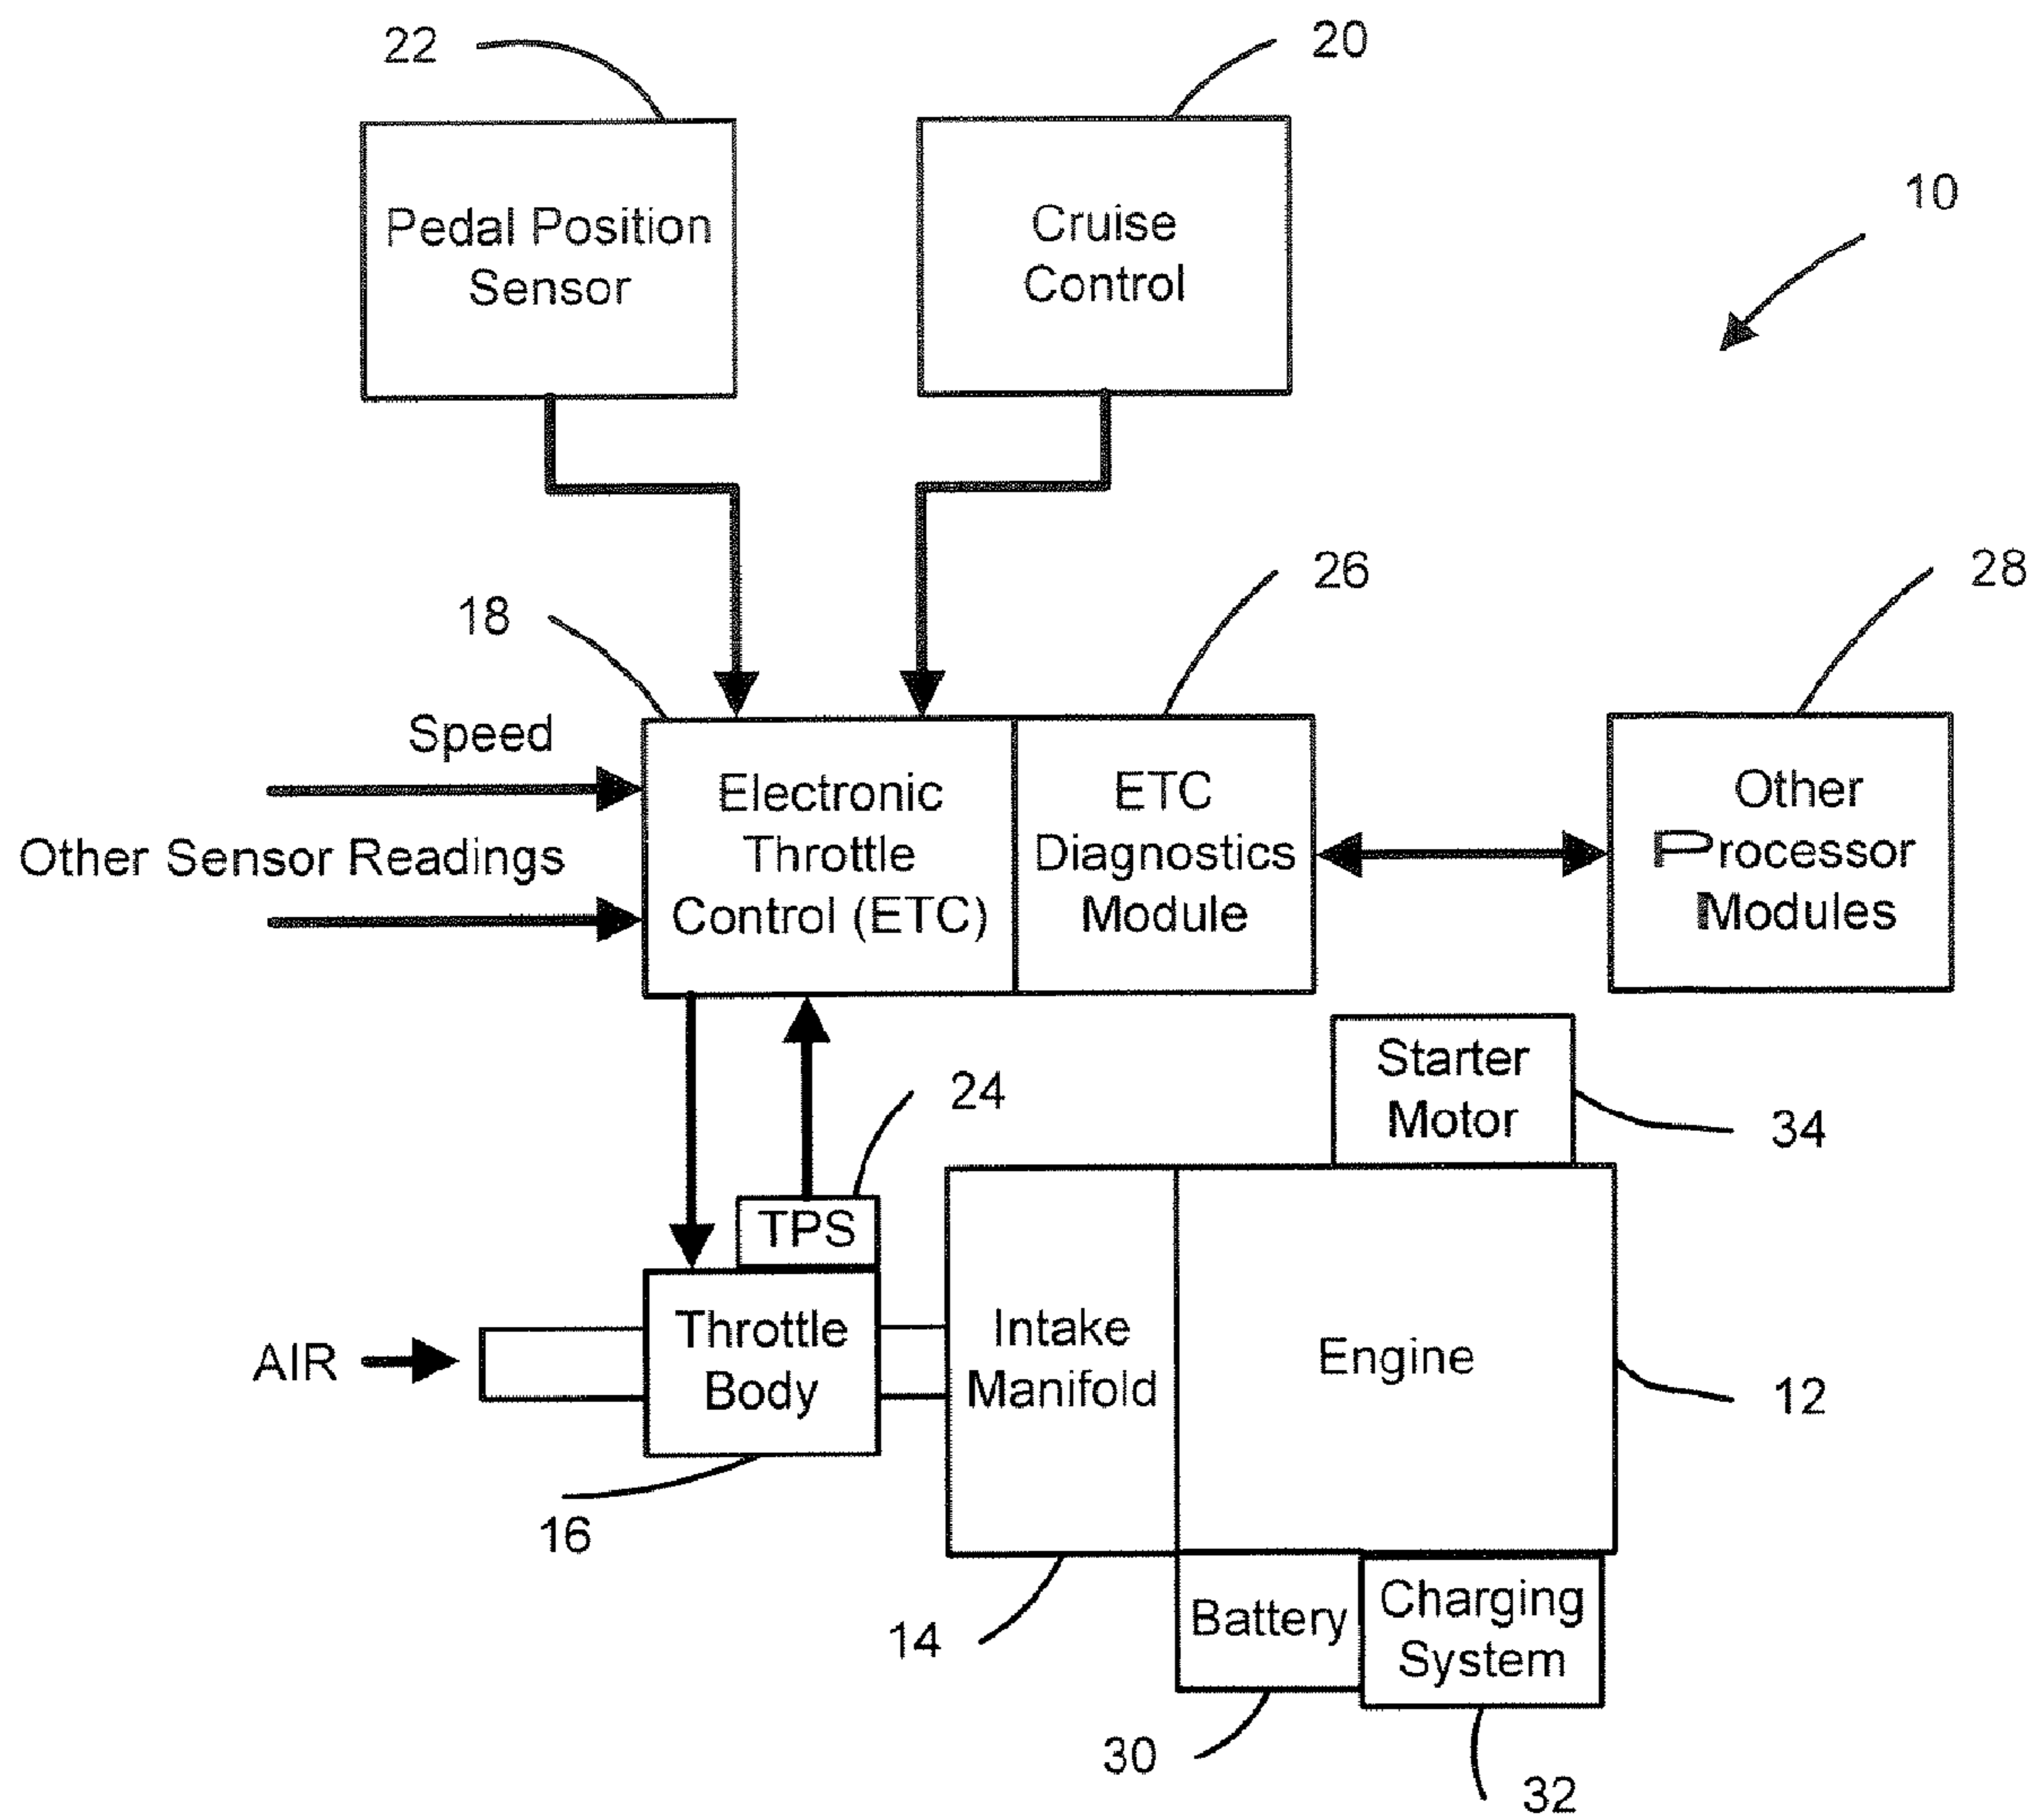 22
20
10
Pedal Position
Sensor
Cruise
Control
18
26
28
Speed
Other Sensor Readings
Electronic
Throttle
Control (ETC)
ETC
Diagnostics
Module
Other
Processor
Modules
24
Starter
Motor
34
TPS
AIR
Throttle
Body
Intake
Manifold
Engine
12
16
14
Battery
Charging
System
30
32